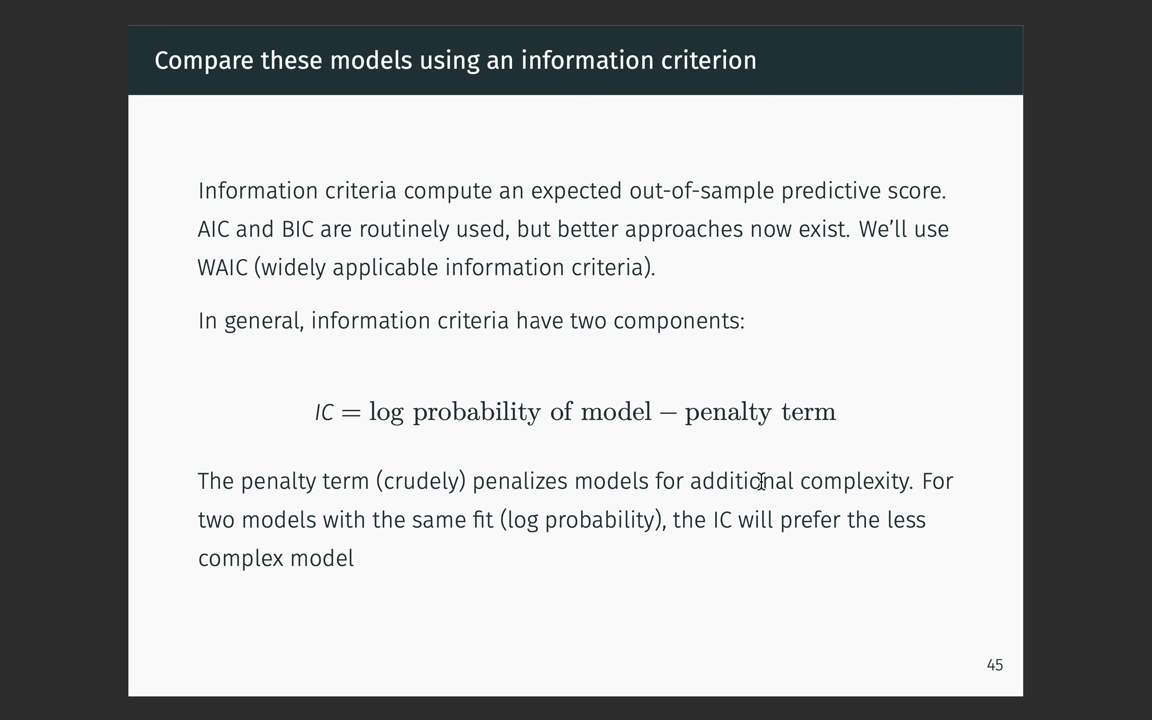 Compare these models using an information criterion
Information criteria compute an expected out-of-sample predictive score.
AIC and BIC are routinely used, but better approaches now exist. We’ll use
WAIC (widely applicable information criteria).
In general, information criteria have two components:
IC = log probability of model − penalty term
The penalty term (crudely) penalizes models for additional complexity. For
two models with the same fit (log probability), the IC will prefer the less
complex model
45